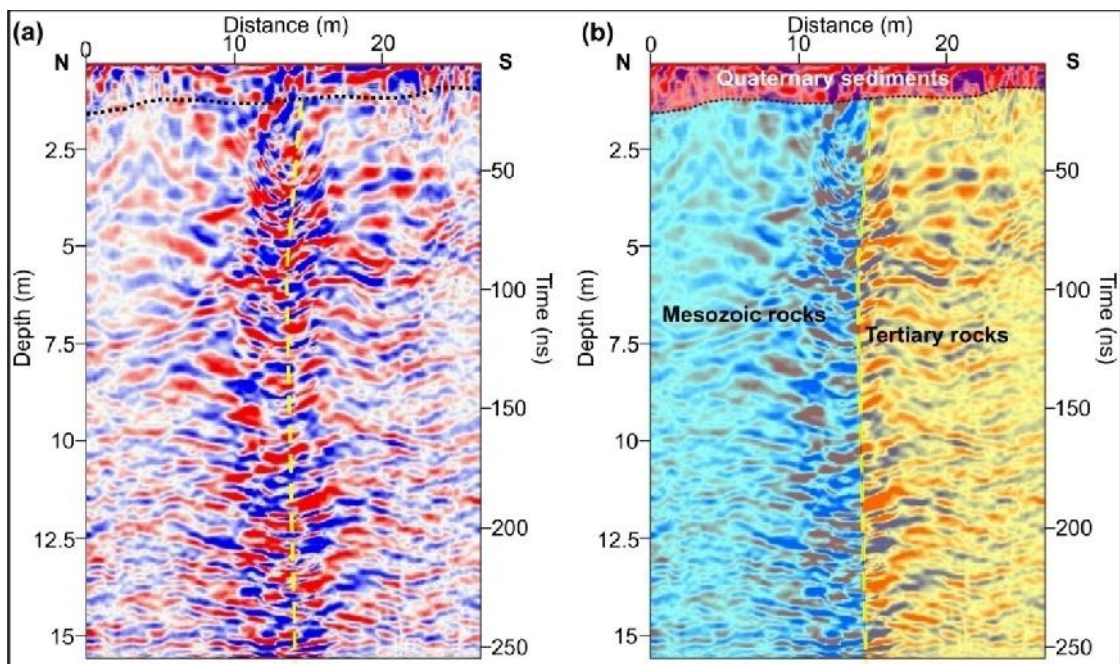 (a)
Distance (m)
0
10
20
N
S
2.5
5
7.5
10
12.5
15
Depth (m)
50
100
150
200
250
Time (ns)
(b)
Distance (m)
0
10
20
N
S
Quaternary sediments
Mesozoic rocks
Tertiary rocks
2.5
5
7.5
10
12.5
15
Depth (m)
50
100
150
200
250
Time (ns)